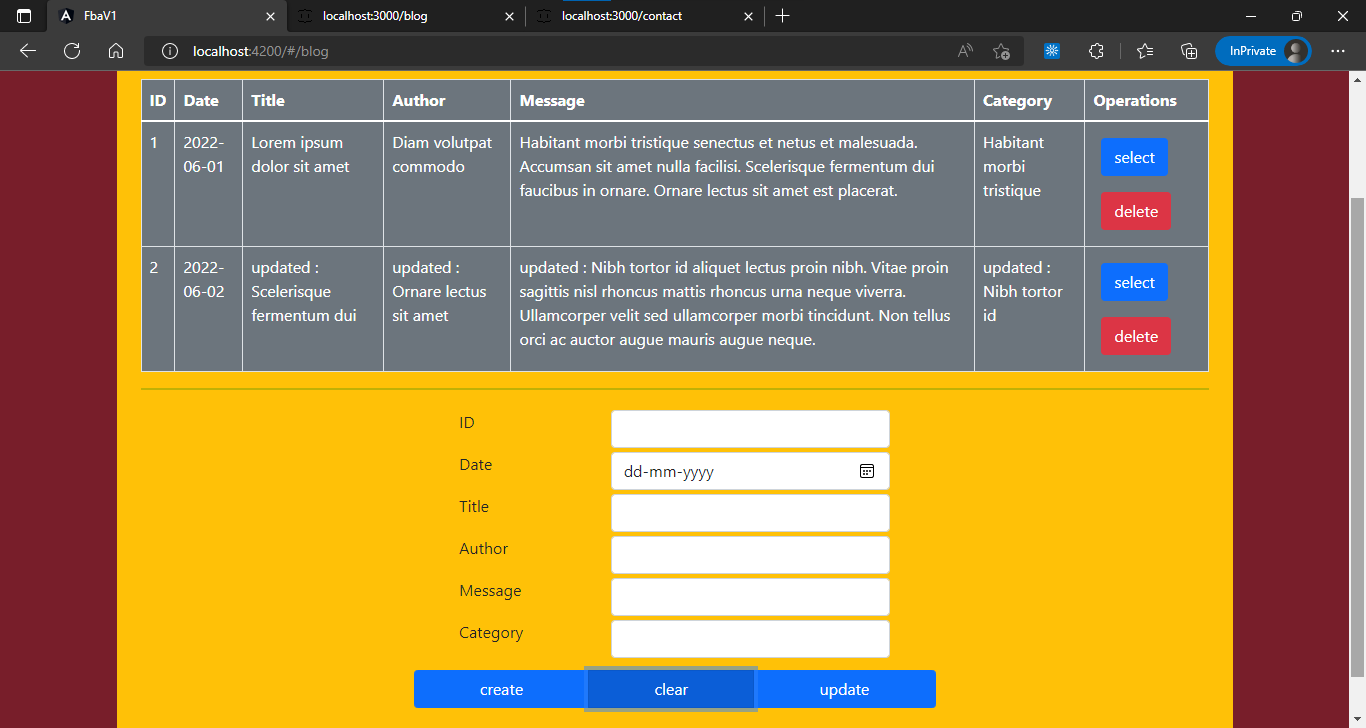 FbaV1
localhost:3000/blog
localhost:3000/contact
localhost:4200/#/blog
InPrivate
ID Date Title Author Message Category Operations
1
2022-
06-01
Lorem ipsum
dolor sit amet
Diam volutpat
commodo
Habitant morbi tristique senectus et netus et malesuada.
Accumsan sit amet nulla facilisi. Scelerisque fermentum dui
faucibus in ornare. Ornare lectus sit amet est placerat.
Habitant
morbi
tristique
select
delete
2
2022-
06-02
updated :
Scelerisque
fermentum dui
updated :
Ornare lectus
sit amet
updated : Nibh tortor id aliquet lectus proin nibh. Vitae proin
sagittis nisl rhoncus mattis rhoncus urna neque viverra.
Ullamcorper velit sed ullamcorper morbi tincidunt. Non tellus
orci ac auctor augue mauris augue neque.
updated :
Nibh tortor
id
select
delete
ID
Date dd-mm-yyyy
Title
Author
Message
Category
create clear update